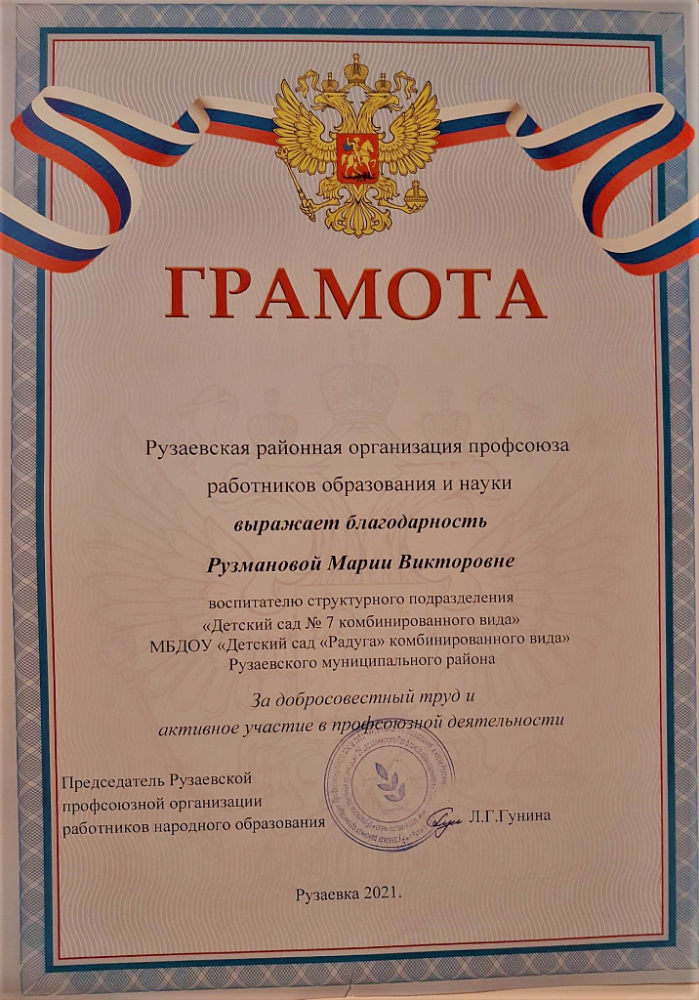 ГРАМОТА
Рузаевская районная организация профсоюза
работников образования и науки
выражает благодарность
Рузмановой Марии Викторовне
воспитателю структурного подразделения
«Детский сад № 7 комбинированного вида»
МБДОУ «Детский сад «Радуга» комбинированного вида»
Рузаевского муниципального района
За добросовестный труд и
активное участие в профсоюзной деятельности
Председатель Рузаевской
профсоюзной организации
работников народного образования
Л.Г.Гунина
Рузаевка 2021.